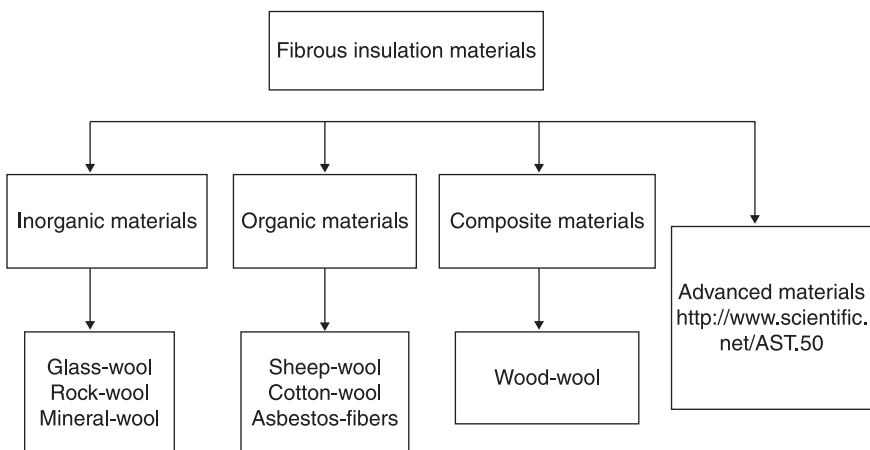 Fibrous insulation materials
Inorganic materials
Organic materials
Composite materials
Advanced materials
http://www.scientific.
net/AST.50
Glass-wool
Rock-wool
Mineral-wool
Sheep-wool
Cotton-wool
Asbestos-fibers
Wood-wool